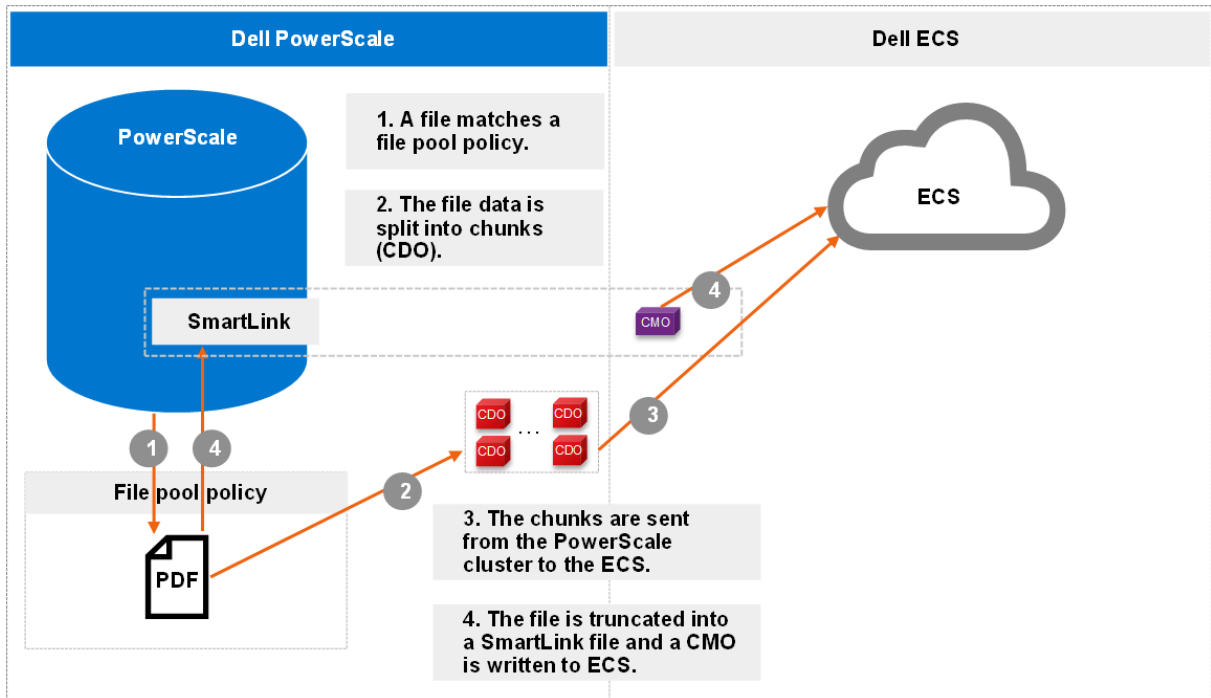 Dell PowerScale
Dell ECS
PowerScale
1. A file matches a
file pool policy.
2. The file data is
split into chunks
(CDO).
ECS
SmartLink
CMO
4
3
CDO
CDO
...
CDO
CDO
1
4
2
File pool policy
PDF
3. The chunks are sent
from the PowerScale
cluster to the ECS.
4. The file is truncated into
a SmartLink file and a CMO
is written to ECS.